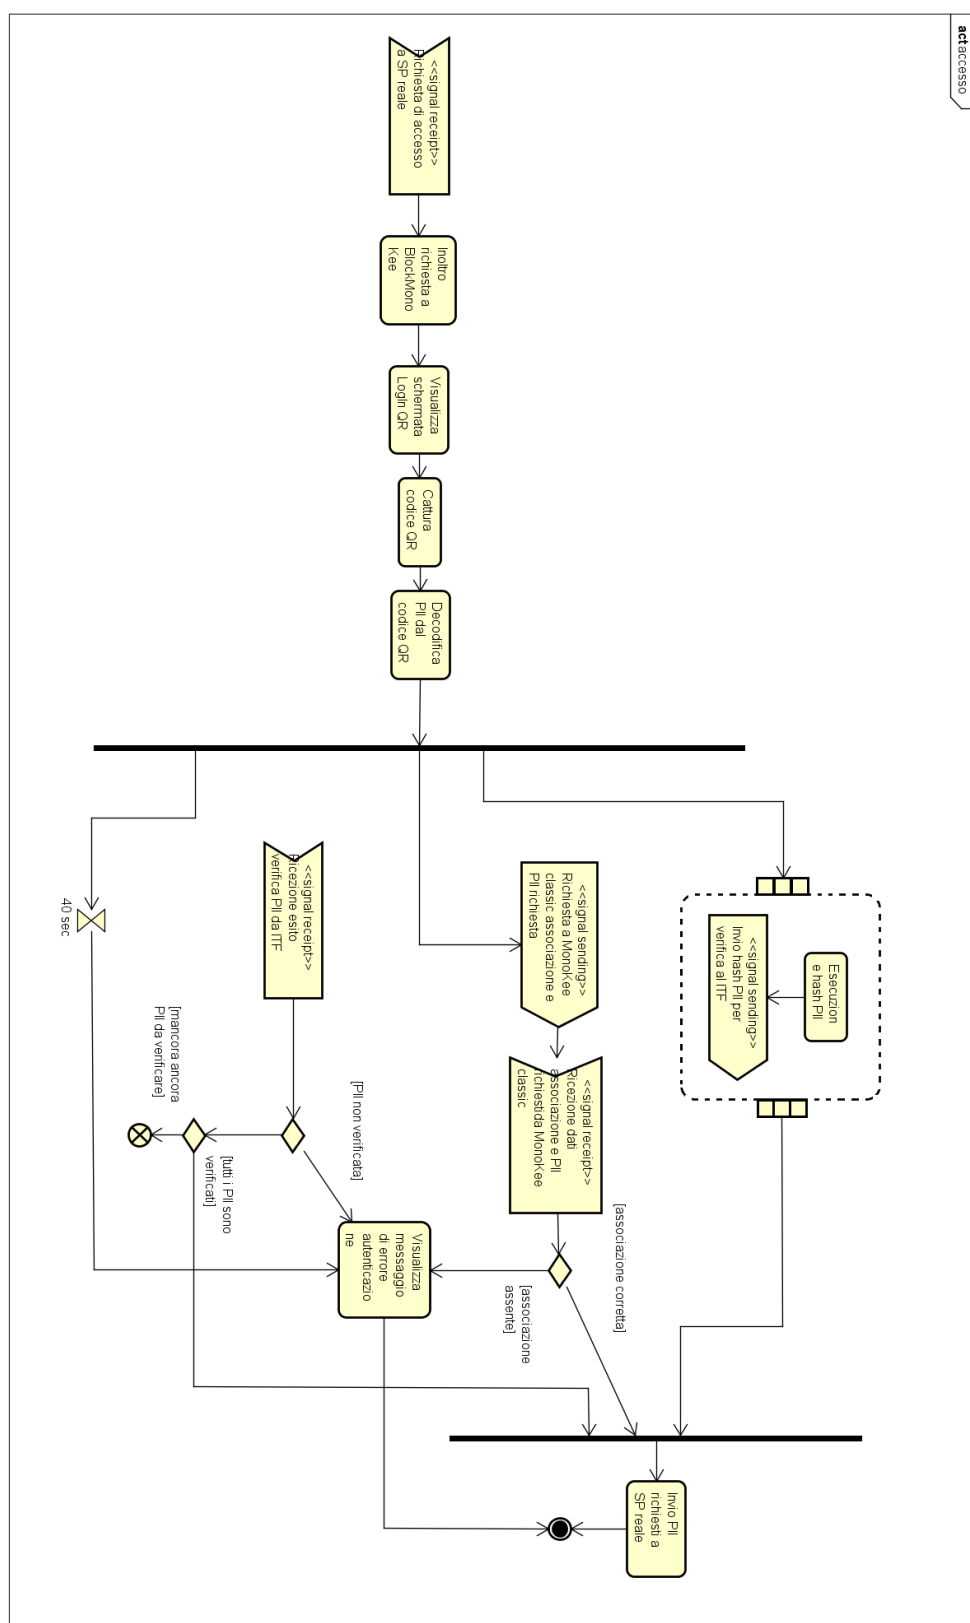 act accesso
<<signal receipt>>
Richiesta di accesso
a SP reale
Inoltro
richiesta a
BlockMono
Kee
Visualizza
schermata
LogIn QR
Cattura
codice QR
Decodifica
PII dal
codice QR
Esecuzion
e hash PII
<<signal sending>>
Invio hash PII per
verifica al ITF
<<signal sending>>
Richiesta a MonoKee
classic associazione e
PII richiesta
<<signal receipt>>
Ricezione dati
associazione e PII
richiestida MonoKee
classic
<<signal receipt>>
Ricezione esito
verifica PII da ITF
40 sec
[mancora ancora
PII da verificare]
[PII non verificata]
[tutti i PII sono
verificati]
[associazione corretta]
[associazione
assente]
Visualizza
messaggio
di errore
autenticazio
ne
Invio PII
richiesti a
SP reale